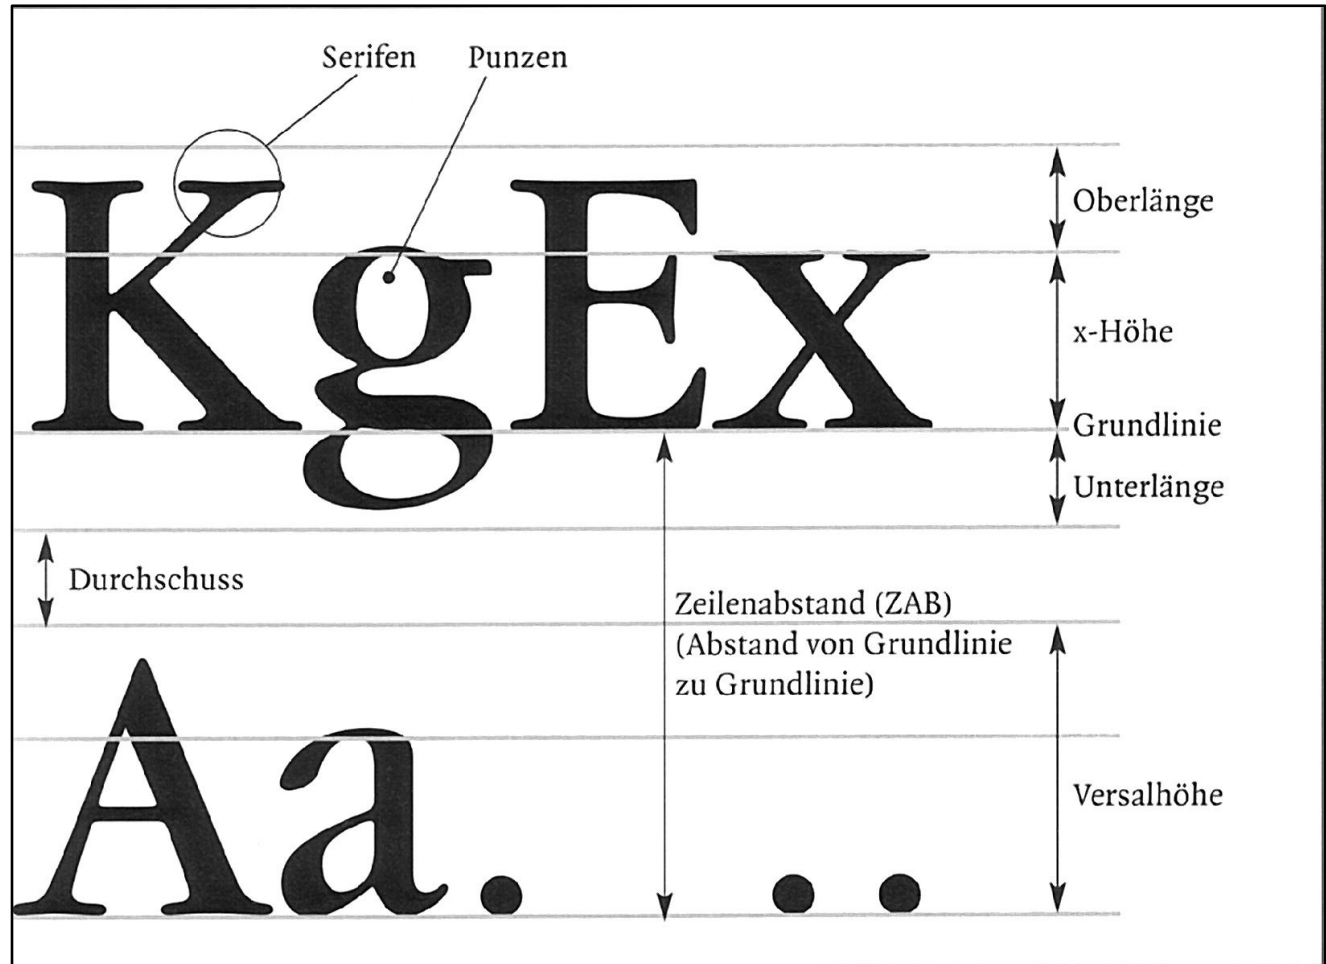 Serifen Punzen
KgEx
Oberlänge
x-Höhe
Grundlinie
Unterlänge
Durchschuss
Zeilenabstand (ZAB)
(Abstand von Grundlinie
zu Grundlinie)
Aa. ..
Versalhöhe